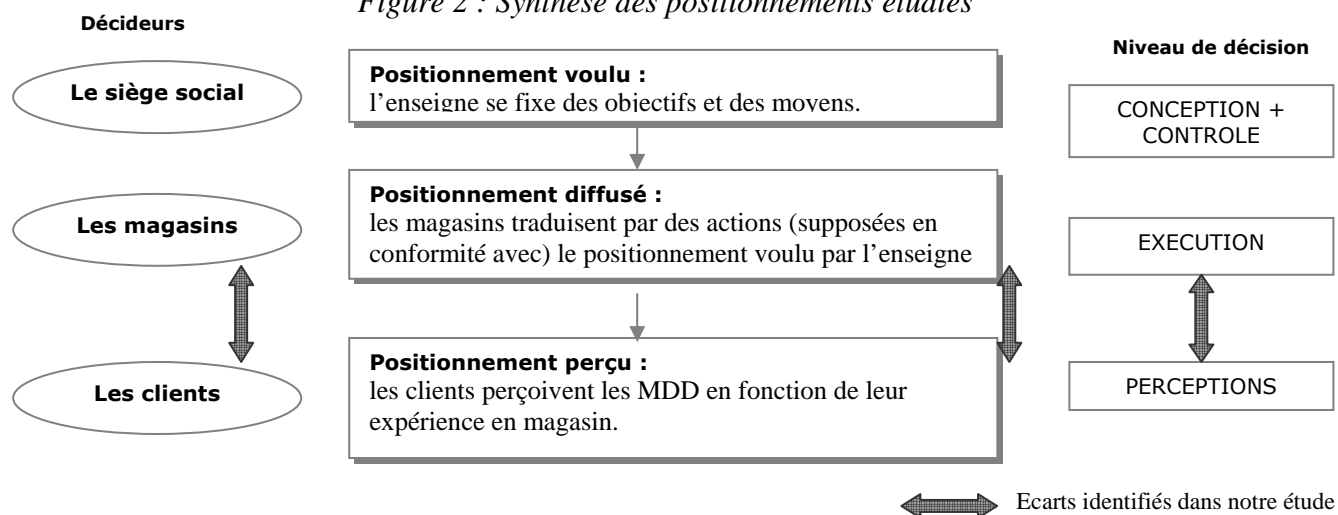 Figure 2 : Synthèse des positionnements étudiés
Décideurs
Niveau de décision
Le siège social
Positionnement voulu :
l’enseigne se fixe des objectifs et des moyens.
CONCEPTION +
CONTROLE
Les magasins
Positionnement diffusé :
les magasins traduisent par des actions (supposées en
conformité avec) le positionnement voulu par l’enseigne
EXECUTION
Les clients
Positionnement perçu :
les clients perçoivent les MDD en fonction de leur
expérience en magasin.
PERCEPTIONS
Ecarts identifiés dans notre étude